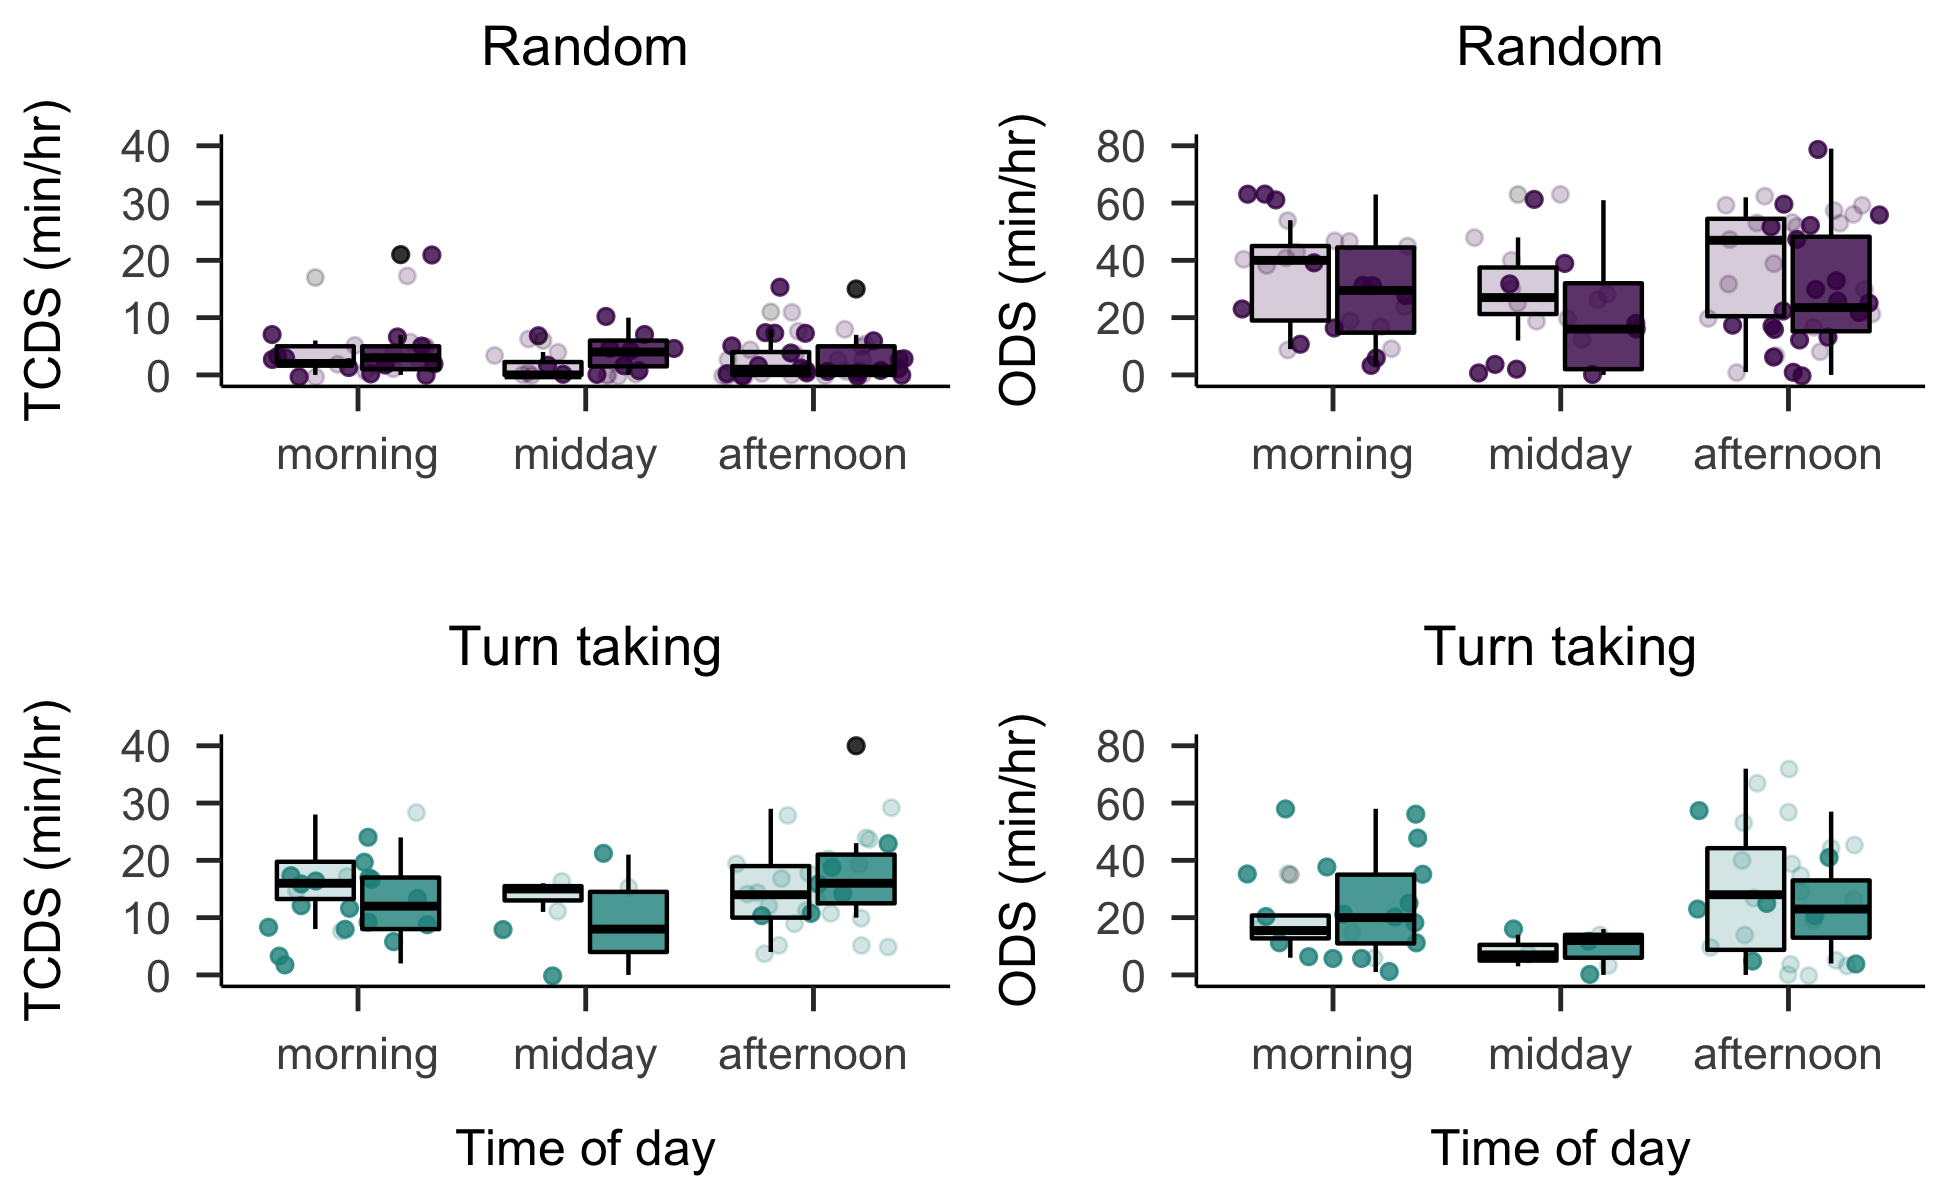 Random
TCDS (min/hr)
40
30
20
10
0
morning midday afternoon
Random
ODS (min/hr)
80
60
40
20
0
morning midday afternoon
Turn taking
TCDS (min/hr)
40
30
20
10
0
morning midday afternoon
Time of day
Turn taking
ODS (min/hr)
80
60
40
20
0
morning midday afternoon
Time of day